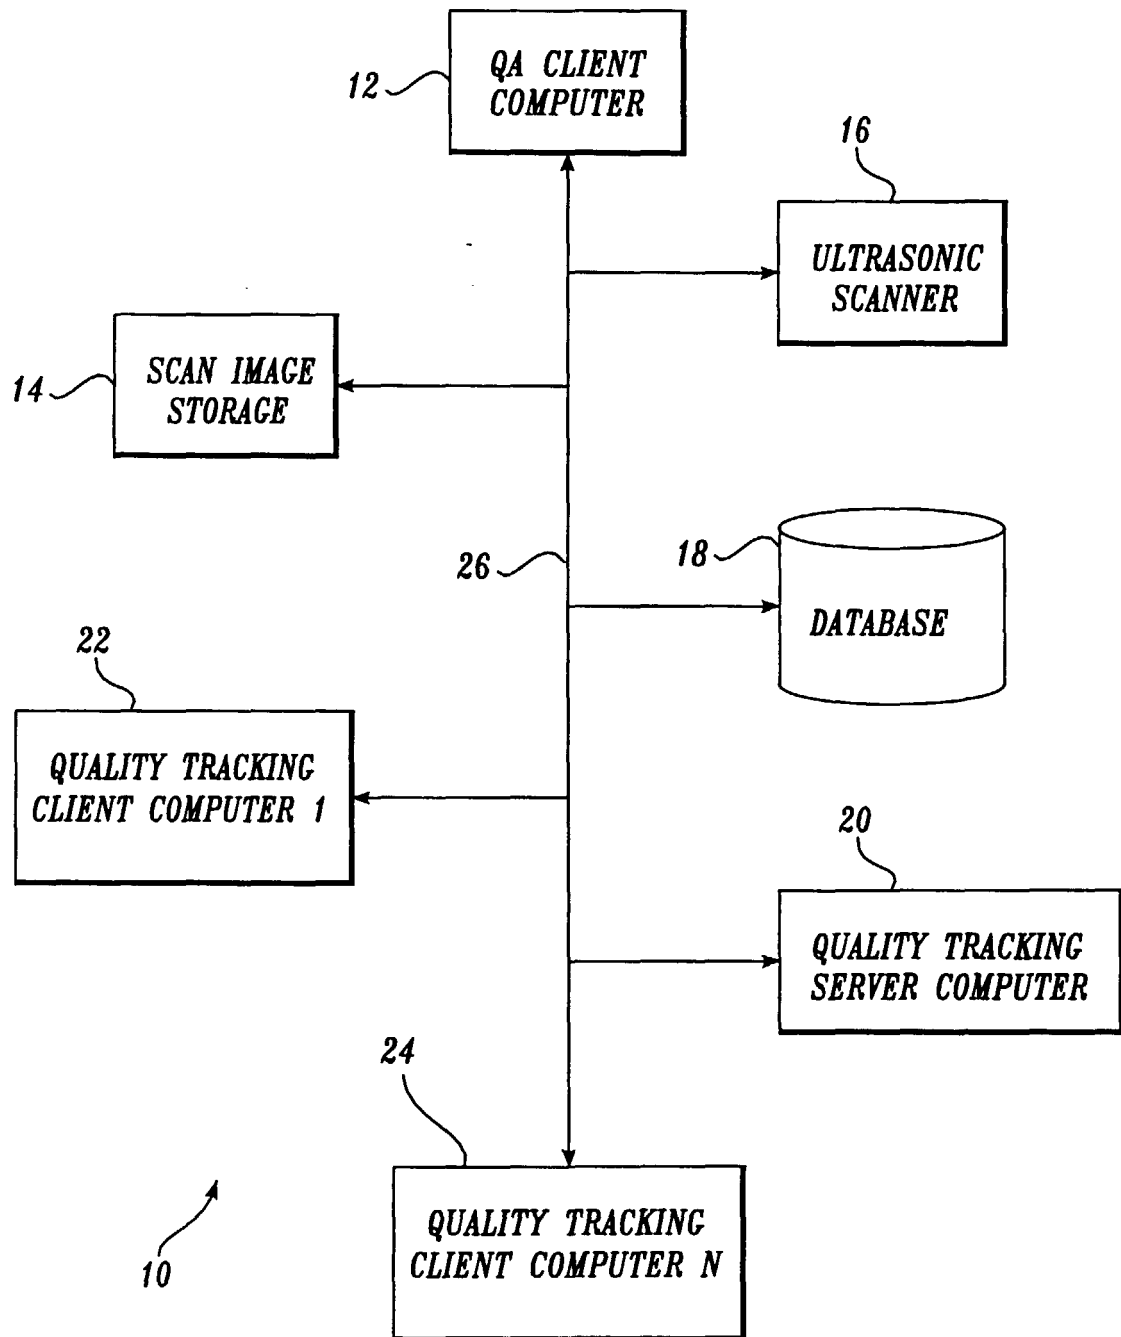 12
QA CLIENT
COMPUTER
16
ULTRASONIC
SCANNER
14
SCAN IMAGE
STORAGE
26
18
DATABASE
22
QUALITY TRACKING
CLIENT COMPUTER 1
20
QUALITY TRACKING
SERVER COMPUTER
24
QUALITY TRACKING
CLIENT COMPUTER N
10